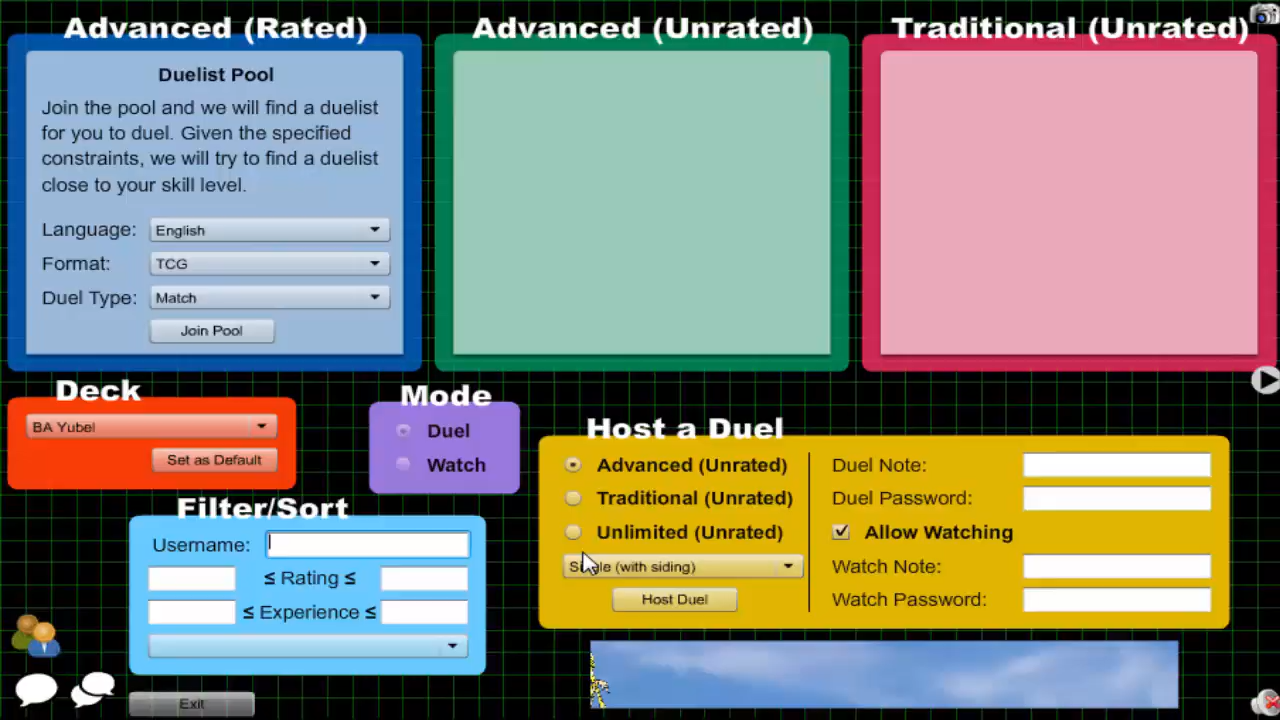 Advanced (Rated)
Advanced (Unrated)
Traditional (Unrated)
Duelist Pool
Join the pool and we will find a duelist
for you to duel. Given the specified
constraints, we will try to find a duelist
close to your skill level.
Language: English
Format: TCG
Duel Type: Match
Join Pool
Deck
BA Yubel
Set as Default
Mode
Duel
Watch
Host a Duel
Advanced (Unrated)
Traditional (Unrated)
Unlimited (Unrated)
(with siding)
Host Duel
Duel Note:
Duel Password:
Allow Watching
Watch Note:
Watch Password:
Filter/Sort
Username:
≤ Rating ≤
≤ Experience ≤
Exit